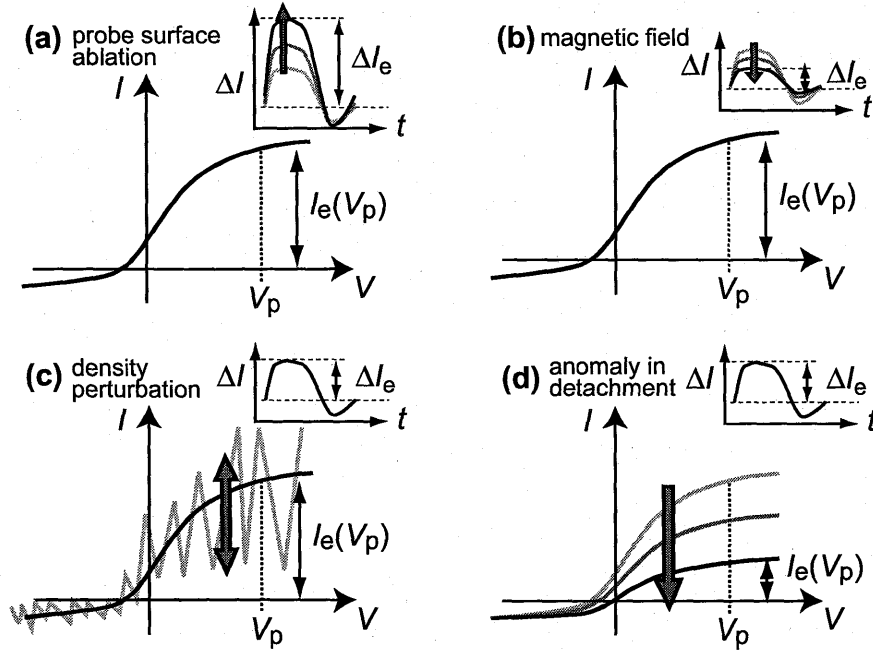 (a) probe surface
ablation
I
ΔI
ΔIe
t
Ie(Vp)
Vp
V
(b) magnetic field
I
ΔI
ΔIe
t
Ie(Vp)
Vp
V
(c) density
perturbation
I
ΔI
ΔIe
t
Ie(Vp)
Vp
V
(d) anomaly in
detachment
I
ΔI
ΔIe
t
Ie(Vp)
Vp
V